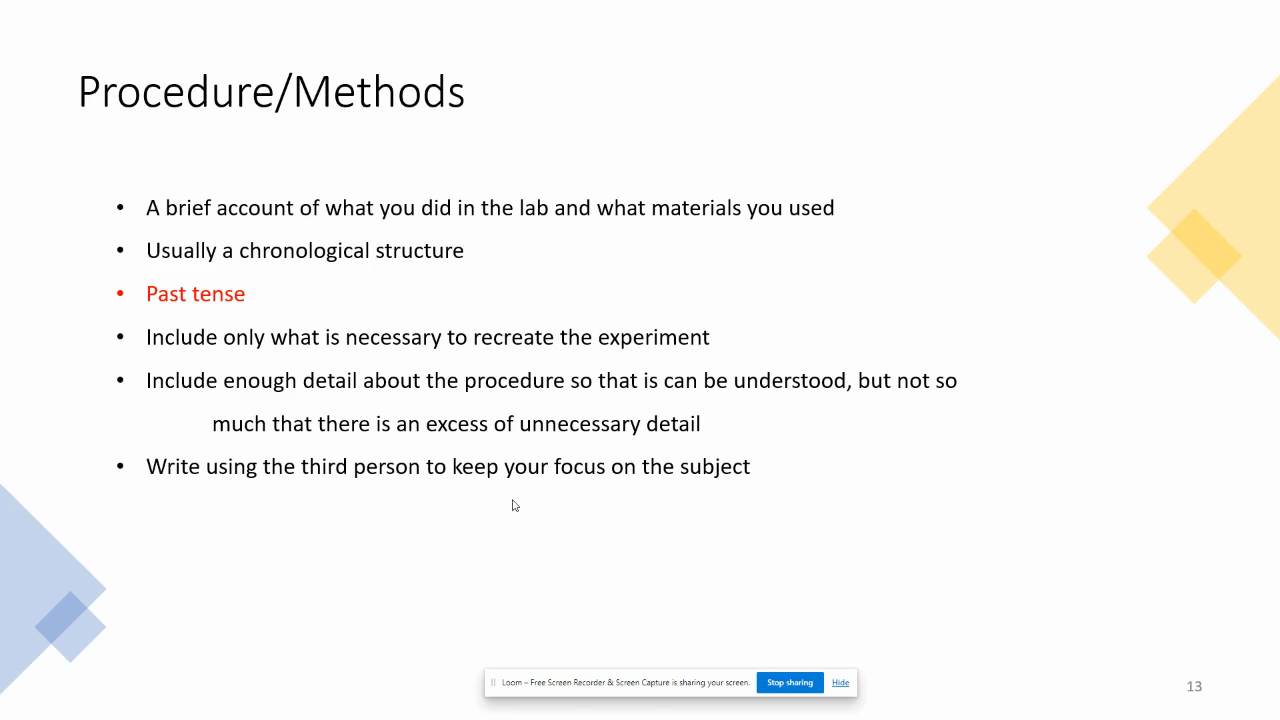 Procedure/Methods
• A brief account of what you did in the lab and what materials you used
• Usually a chronological structure
• Past tense
• Include only what is necessary to recreate the experiment
• Include enough detail about the procedure so that is can be understood, but not so
much that there is an excess of unnecessary detail
• Write using the third person to keep your focus on the subject
Loom – Free Screen Recorder & Screen Capture is sharing your screen. Stop sharing Hide
13